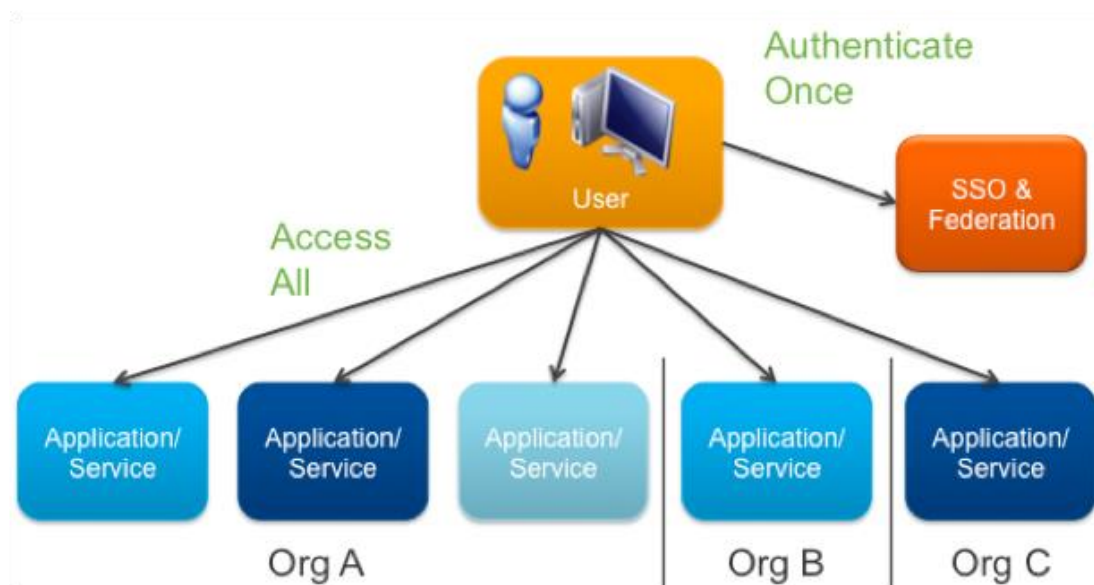 Authenticate
Once
User
SSO &
Federation
Access
All
Application/
Service
Application/
Service
Application/
Service
Application/
Service
Application/
Service
Org A
Org B
Org C